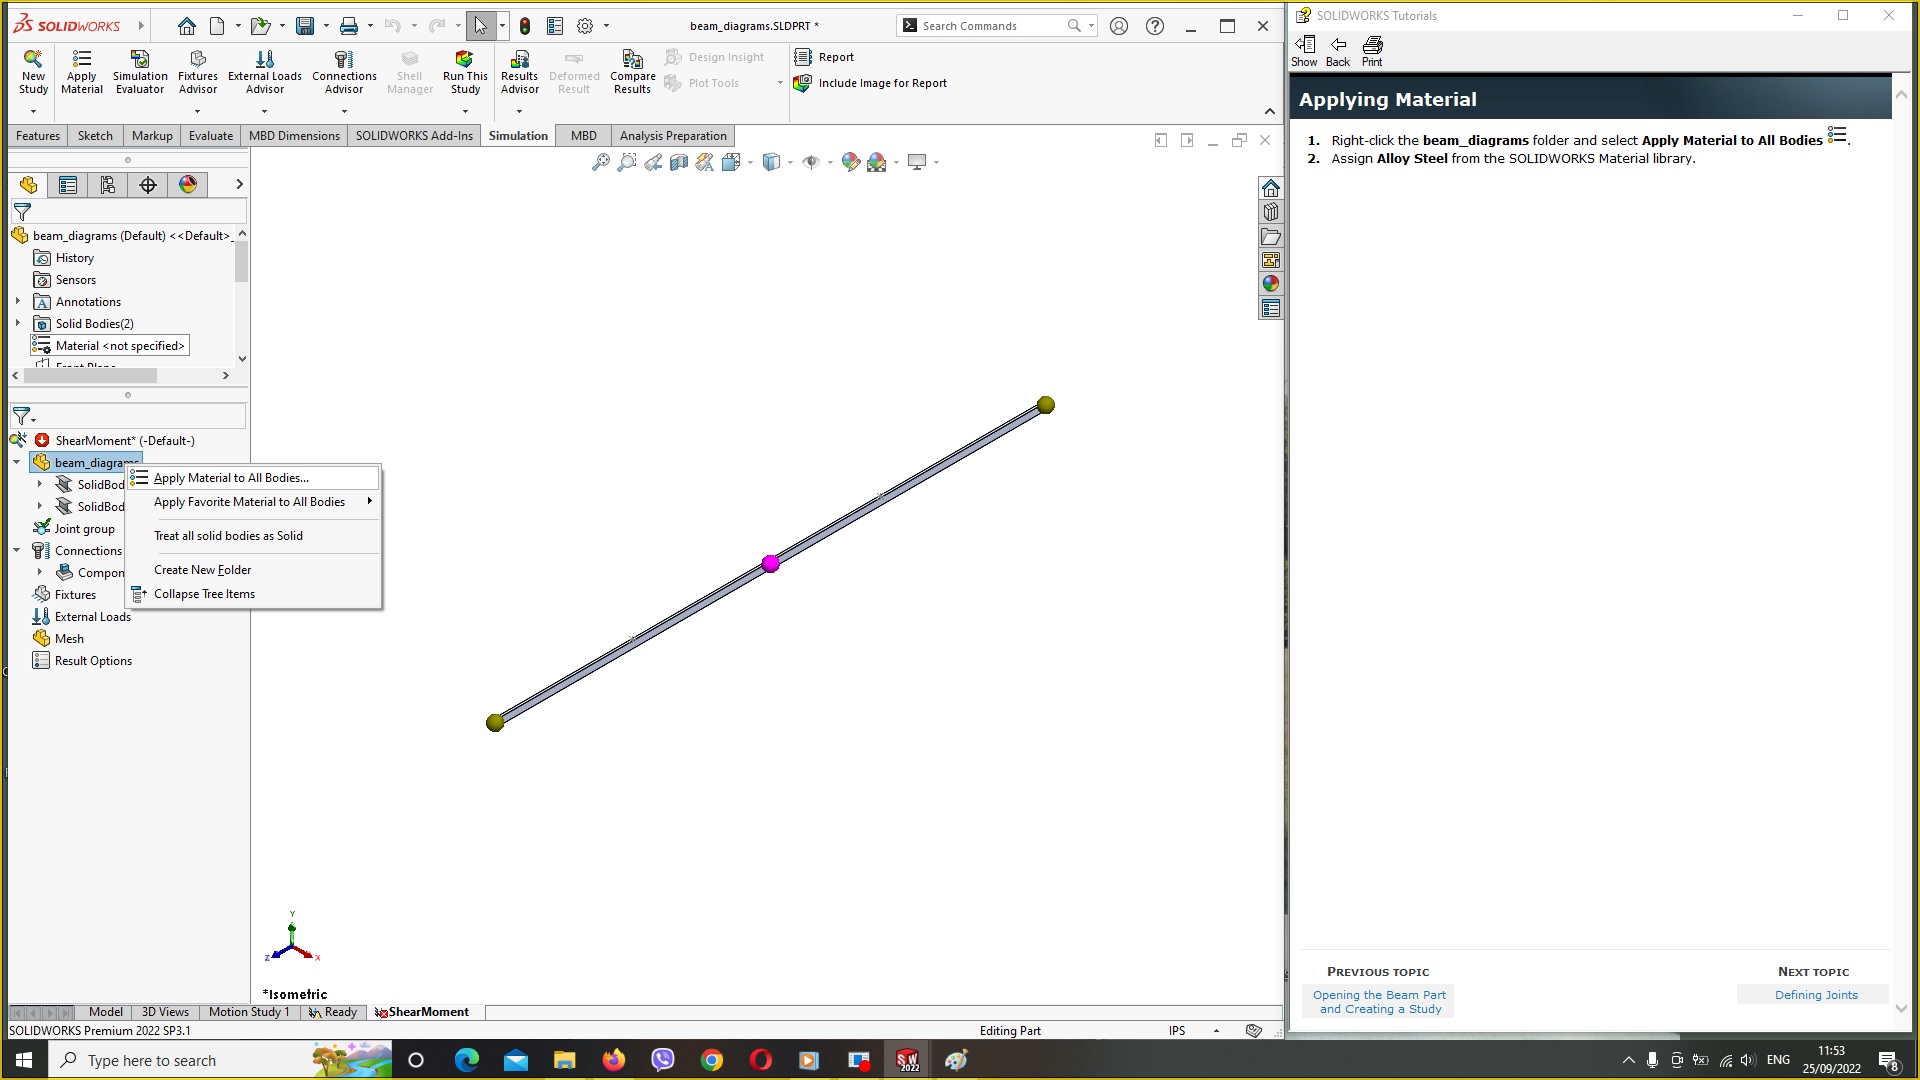 SOLIDWORKS
beam_diagrams.SLDPRT *
Search Commands
New Study
Apply Material
Simulation Evaluator
Fixtures Advisor
External Loads Advisor
Connections Advisor
Shell Manager
Run This Study
Results Advisor
Deformed Result
Compare Results
Design Insight
Plot Tools
Report
Include Image for Report
Features
Sketch
Markup
Evaluate
MBD Dimensions
SOLIDWORKS Add-Ins
Simulation
MBD
Analysis Preparation
beam_diagrams (Default) <<Default>_
History
Sensors
Annotations
Solid Bodies(2)
Material <not specified>
ShearMoment* (-Default-)
beam_diagrams
SolidBod
SolidBod
Joint group
Connections
Compon
Fixtures
External Loads
Mesh
Result Options
Apply Material to All Bodies...
Apply Favorite Material to All Bodies
Treat all solid bodies as Solid
Create New Folder
Collapse Tree Items
Y
Z
X
*Isometric
Model
3D Views
Motion Study 1
Ready
ShearMoment
SOLIDWORKS Premium 2022 SP3.1
Editing Part
IPS
SOLIDWORKS Tutorials
Show
Back
Print
Applying Material
1. Right-click the beam_diagrams folder and select Apply Material to All Bodies .
2. Assign Alloy Steel from the SOLIDWORKS Material library.
PREVIOUS TOPIC
Opening the Beam Part
and Creating a Study
NEXT TOPIC
Defining Joints
Type here to search
SW
2022
ENG
11:53
25/09/2022
8